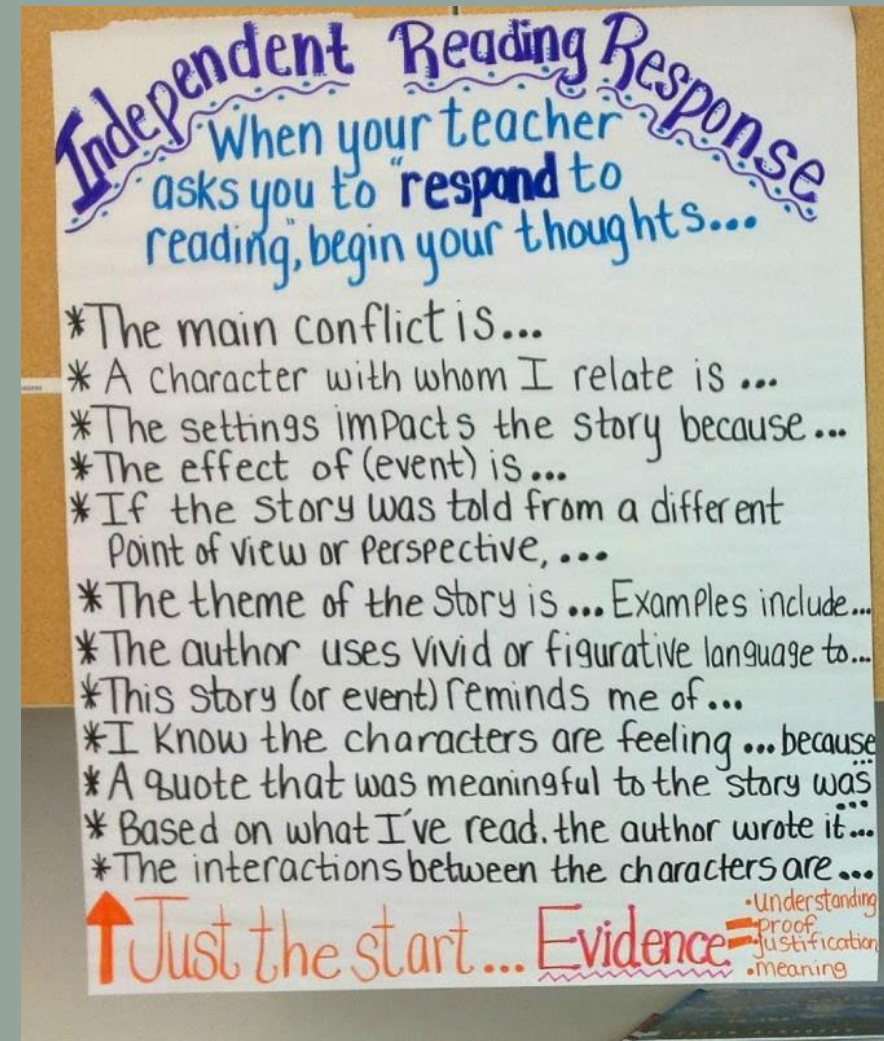 Independent Reading Response
When your teacher
asks you to "respond to
reading", begin your thoughts...
*The main conflict is...
* A character with whom I relate is ...
*The settings impacts the story because...
*The effect of (event) is...
*If the story was told from a different
Point of view or Perspective, ...
*The theme of the story is ... Examples include...
*The author uses vivid or figurative language to...
*This story (or event) reminds me of...
*I know the characters are feeling ... because...
*A quote that was meaningful to the story was...
* Based on what I've read. the author wrote it...
*The interactions between the characters are...
Just the start... Evidence =
•understanding
•proof
•justification
•meaning